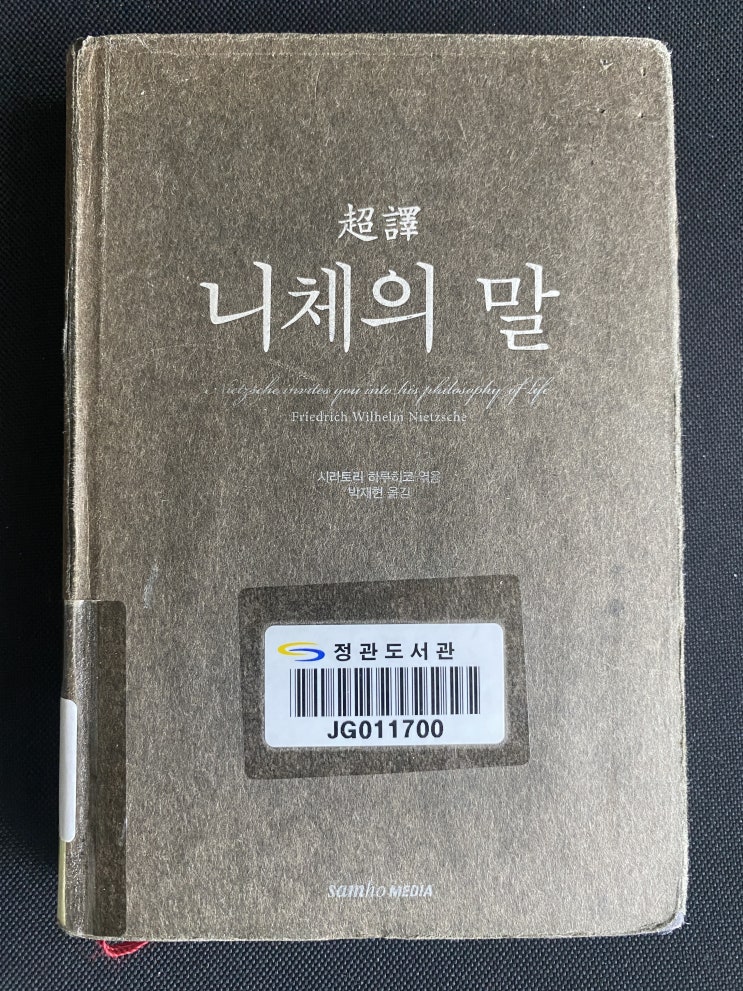 超譯
니체의 말
Nietzsche invites you into his philosophy of life
Friedrich Wilhelm Nietzsche
시라토리 하루히코 엮음
박재현 옮김
정관도서관
JG011700
samho MEDIA